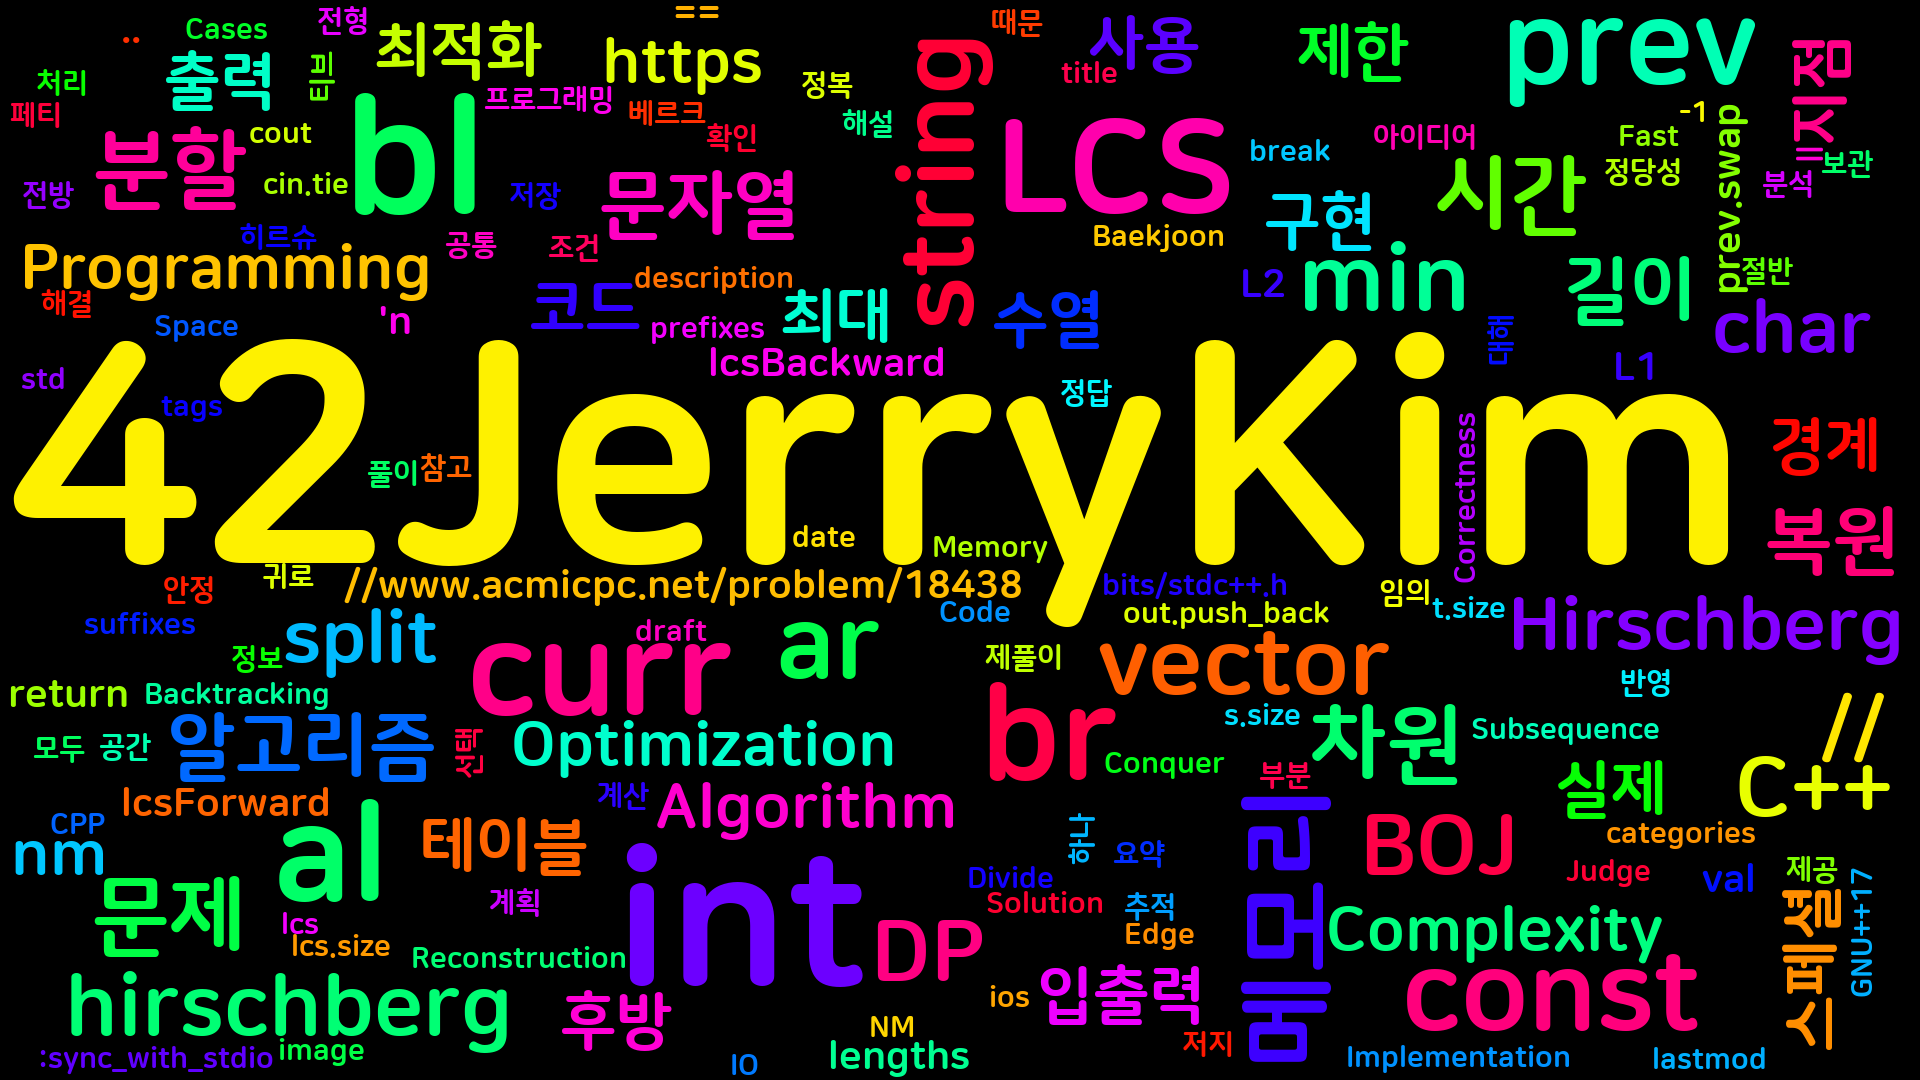 전형
==
..
Cases
처리
출력
티브
최적화
https
정복
string
때문
title
사용
제한
prev
지점
페티
분할
cout
bl
프로그래밍
베르크
확인
해설
LCS
break
아이디어
-1
Fast
정당성
prev.swap
보관
분석
전방
cin.tie
저장
문자열
Baekjoon
구현
시간
히르슈
공통
조건
Programming
description
L2
min
길이
절반
해결
'n
코드
prefixes
최대
수열
대해
char
Space
lcsBackward
L1
std
tags
정답
42JerryKim
Correctness
경계
풀이
참고
복원
date
Memory
안정
귀로
//www.acmicpc.net/problem/18438
bits/stdc++.h
임의
Code
out.push_back
t.size
Hirschberg
suffixes
split
draft
curr
ar
정보
제풀이
vector
반영
return
Backtracking
br
s.size
차원
Subsequence
//
모두
공간
알고리즘
선택
Optimization
Conquer
부분
실제
C++
lcsForward
계산
Algorithm
CPP
nm
al
테이블
int
하나
요약
메모리
BOJ
categories
Judge
val
제공
문제
lcs
계획
Divide
Solution
추적
Edge
Complexity
스페셜
GNU++17
lcs.size
Reconstruction
DP
hirschberg
후방
ios
입출력
const
NM
저지
:sync_with_stdio
image
IO
lengths
Implementation
lastmod